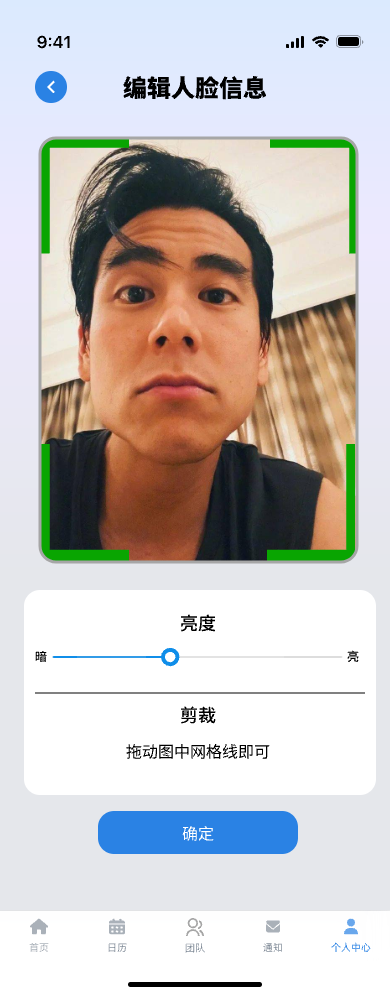 9:41
编辑人脸信息
亮度
暗 亮
剪裁
拖动图中网格线即可
确定
首页 日历 团队 通知 个人中心